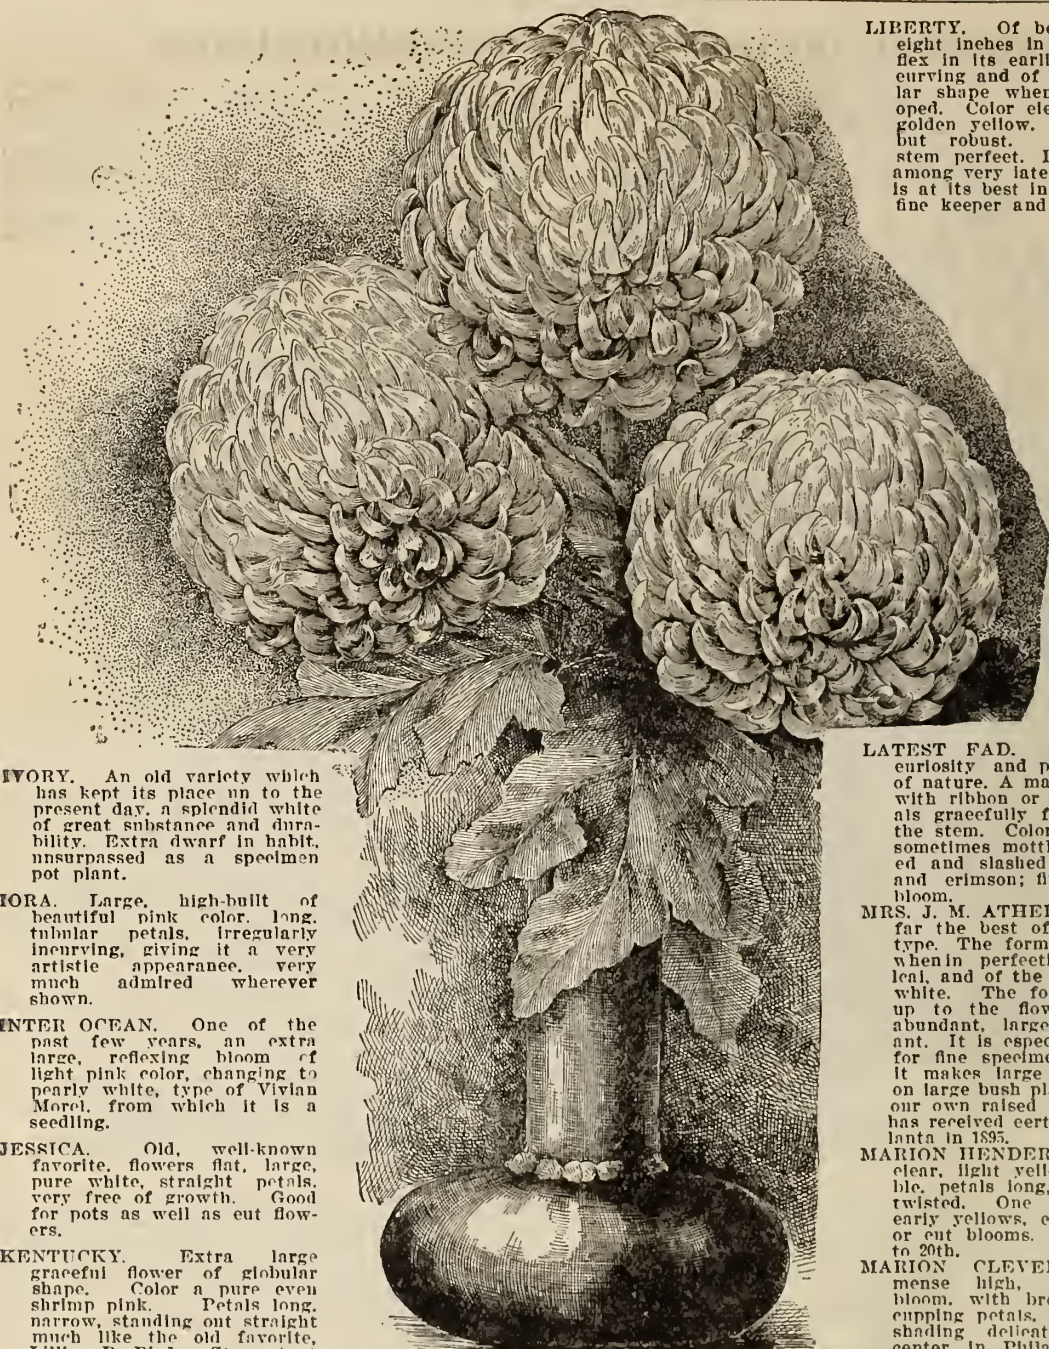 IVORY. An old variety which
has kept its place un to the
present day, a splendid white
of great substance and dura-
bility. Extra dwarf in habit,
unsurpassed as a specimen
pot plant.
IORA. Large, high-built of
beautiful pink color, long,
tubular petals, irregularly
incurving, giving it a very
artistic appearance, very
much admired wherever
shown.
INTER OCEAN. One of the
past few years, an extra
large, reflexing bloom of
light pink color, changing to
pearly white, type of Vivian
Morel, from which it is a
seedling.
JESSICA. Old, well-known
favorite, flowers flat, large,
pure white, straight petals,
very free of growth. Good
for pots as well as cut flow-
ers.
KENTUCKY. Extra large
graceful flower of globular
shape. Color a pure even
shrimp pink. Petals long,
narrow, standing out straight
much like the old favorite,
LIBERTY. Of be
eight inches in
flex in its earli
curving and of
lar shape wher
oped. Color ele
golden yellow.
but robust.
stem perfect. I
among very late
is at its best in
fine keeper and
LATEST FAD.
curiosity and p
of nature. A ma
with ribbon or
als gracefully f
the stem. Color
sometimes mottl
ed and slashed
and crimson; fi
bloom.
MRS. J. M. ATHER
far the best of
type. The form
when in perfecti
ical, and of the
white. The fo
up to the flow
abundant, large
ant. It is espec
for fine specime
it makes large
on large bush pl
our own raised
has received cert
lanta in 1895.
MARION HENDER
clear, light yell
ble, petals long,
twisted. One
early yellows, e
or cut blooms.
to 20th.
MARION CLEVE
mense high,
bloom, with bro
cupping petals.
shading delicat
center in Phila